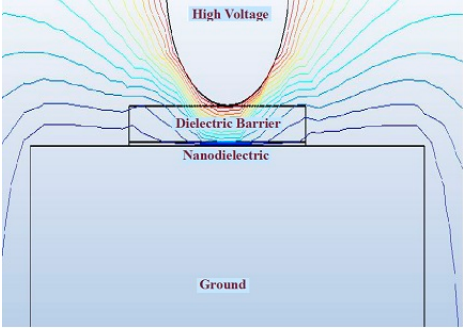 High Voltage
Dielectric Barrier
Nanodielectric
Ground